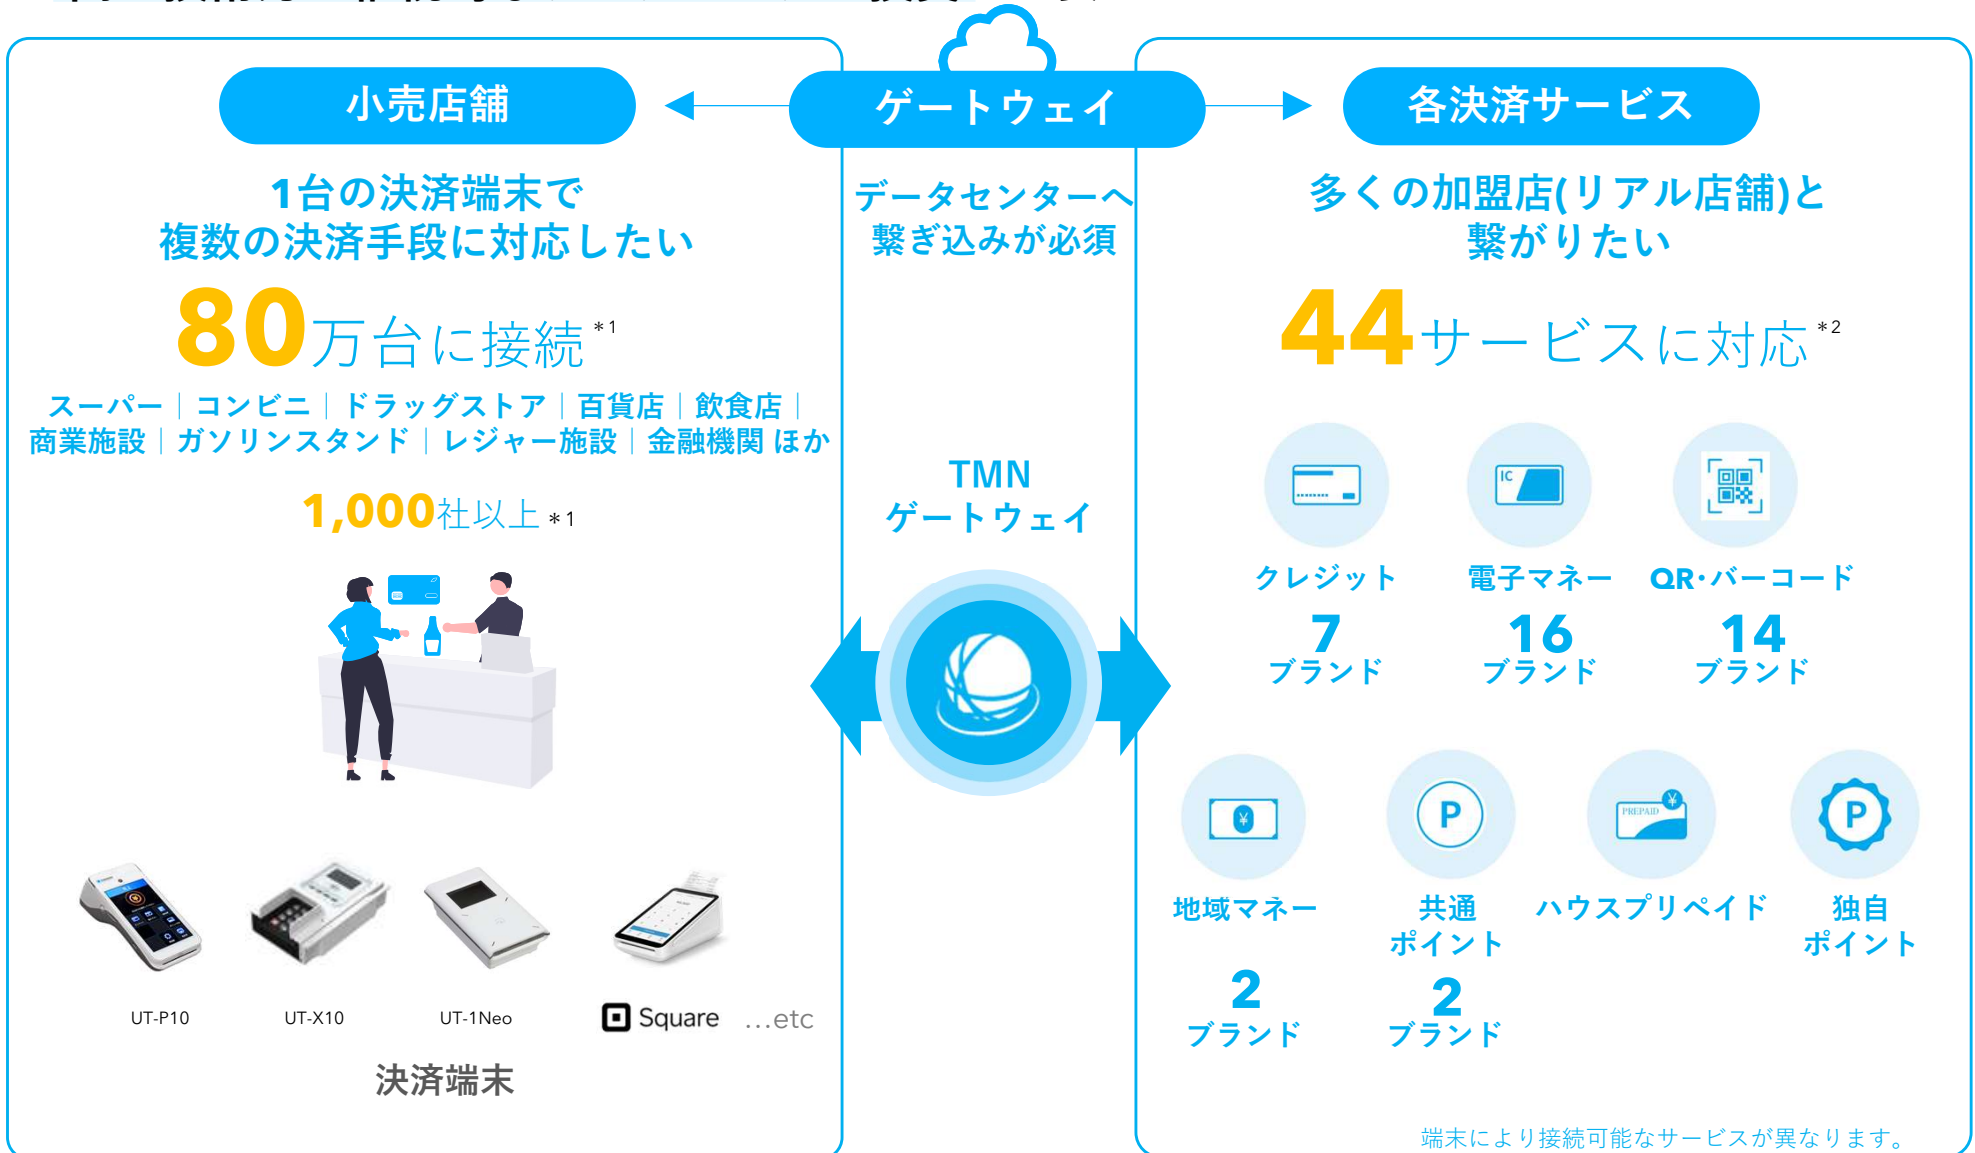 小売店舗
ゲートウェイ
各決済サービス
1台の決済端末で
複数の決済手段に対応したい
80万台に接続 *1
スーパー｜コンビニ｜ドラッグストア｜百貨店｜飲食店｜
商業施設｜ガソリンスタンド｜レジャー施設｜金融機関 ほか
1,000社以上 *1
UT-P10
UT-X10
UT-1Neo
Square
...etc
決済端末
データセンターへ
繋ぎ込みが必須
TMN
ゲートウェイ
多くの加盟店(リアル店舗)と
繋がりたい
44サービスに対応 *2
IC
クレジット
電子マネー
QR･バーコード
7
ブランド
16
ブランド
14
ブランド
¥
P
PREPAID ¥
P
地域マネー
共通
ポイント
ハウスプリペイド
独自
ポイント
2
ブランド
2
ブランド
端末により接続可能なサービスが異なります。